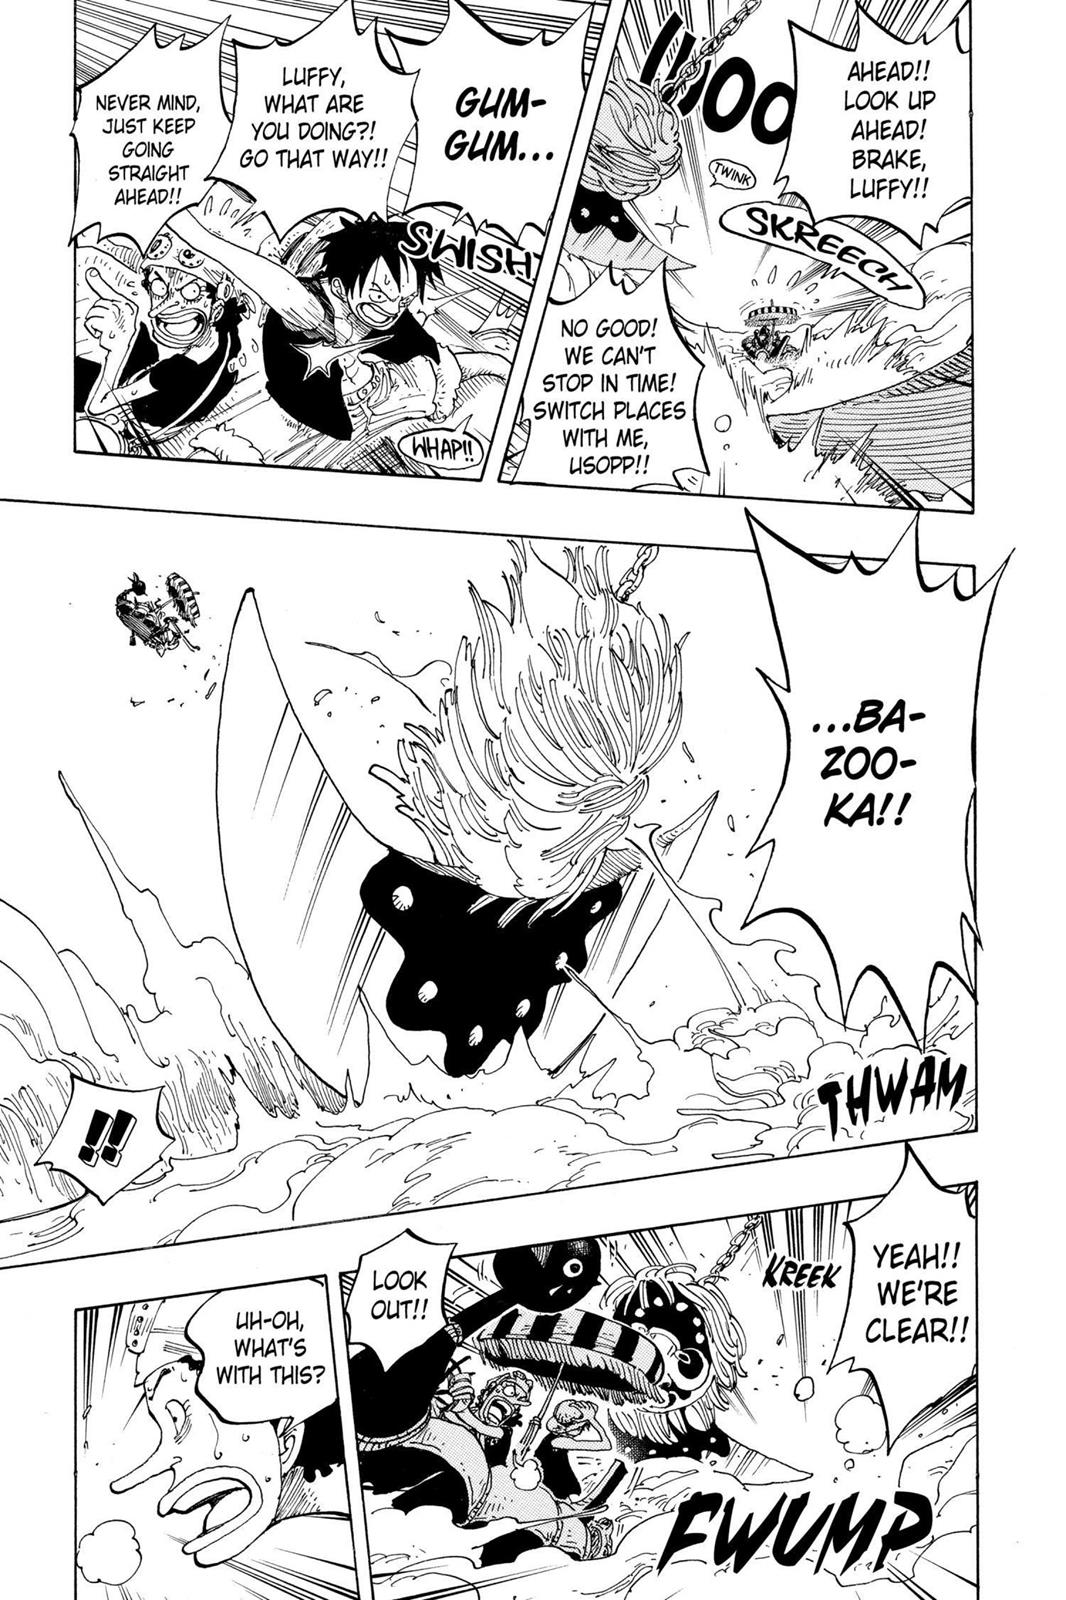 AHEAD!!
LOOK UP
AHEAD!
BRAKE,
LUFFY!!
TWINK
SKREECH
NO GOOD!
WE CAN'T
STOP IN TIME!
SWITCH PLACES
WITH ME,
USOPP!!
GUM-
GUM...
SWISH
LUFFY,
WHAT ARE
YOU DOING?!
GO THAT WAY!!
NEVER MIND,
JUST KEEP
GOING
STRAIGHT
AHEAD!!
WHAP!!
...BA-
ZOO-
KA!!
THWAM
!!
YEAH!!
WE'RE
CLEAR!!
KREEK
LOOK
OUT!!
FWUMP
UH-OH,
WHAT'S
WITH THIS?